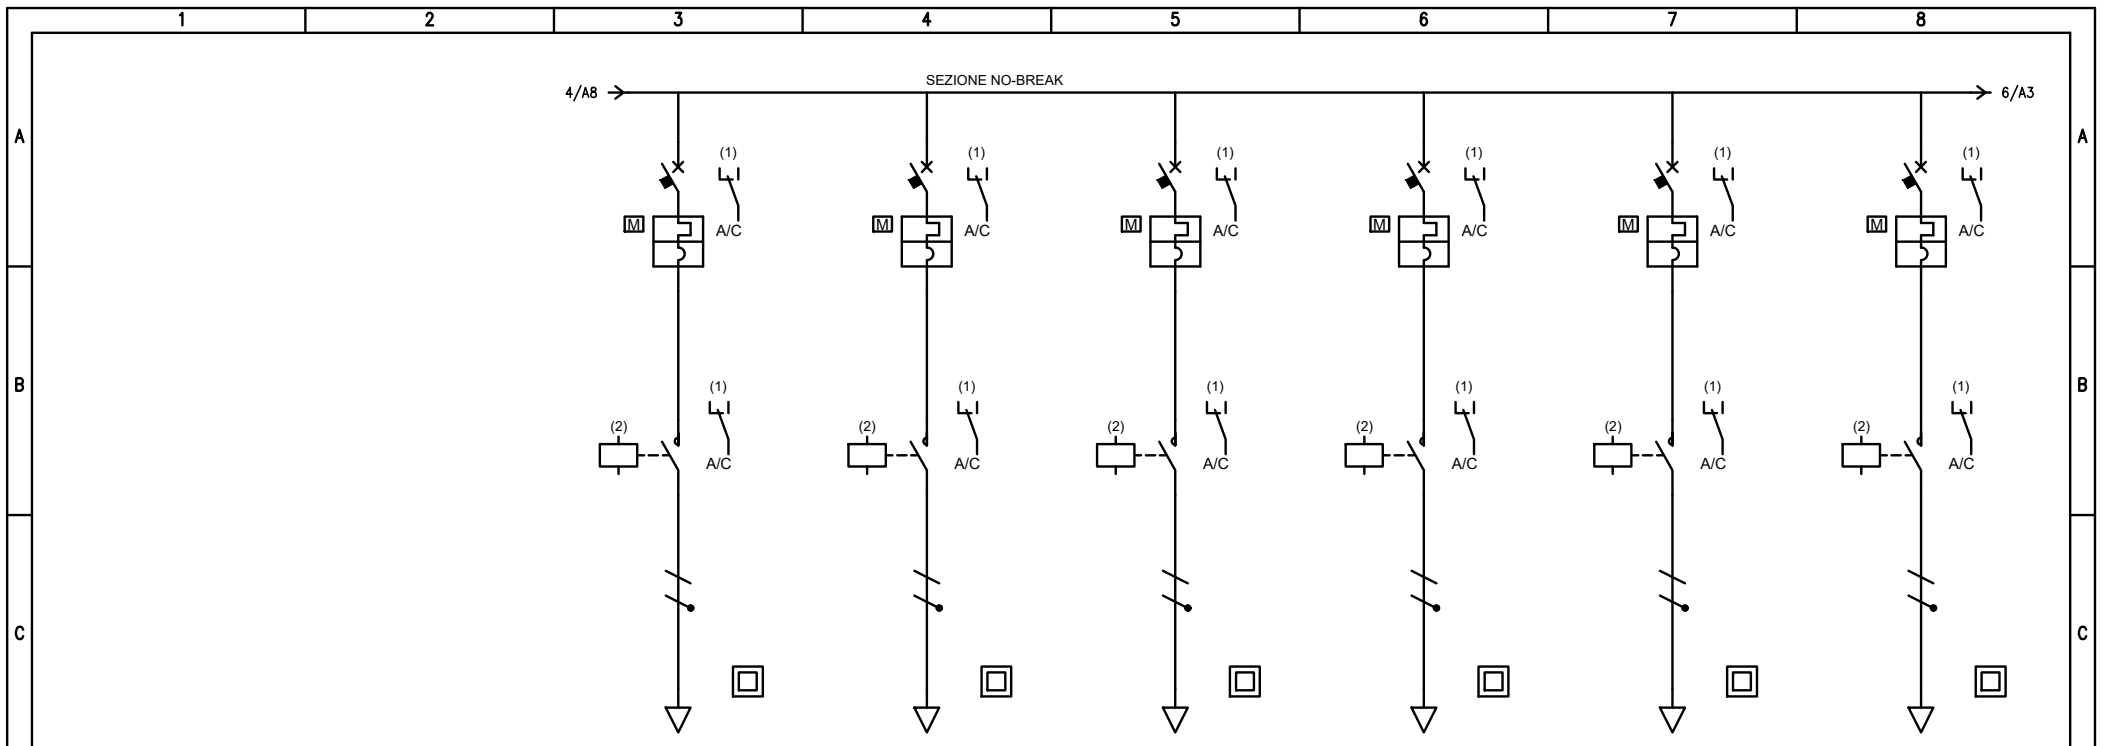 1 2 3 4 5 6 7 8
SEZIONE NO-BREAK
4/A8 6/A3
A A
(1) (1) (1) (1) (1) (1)
M A/C M A/C M A/C M A/C M A/C M A/C
B B
(1) (1) (1) (1) (1) (1)
(2) (2) (2) (2) (2) (2)
A/C A/C A/C A/C A/C A/C
C C